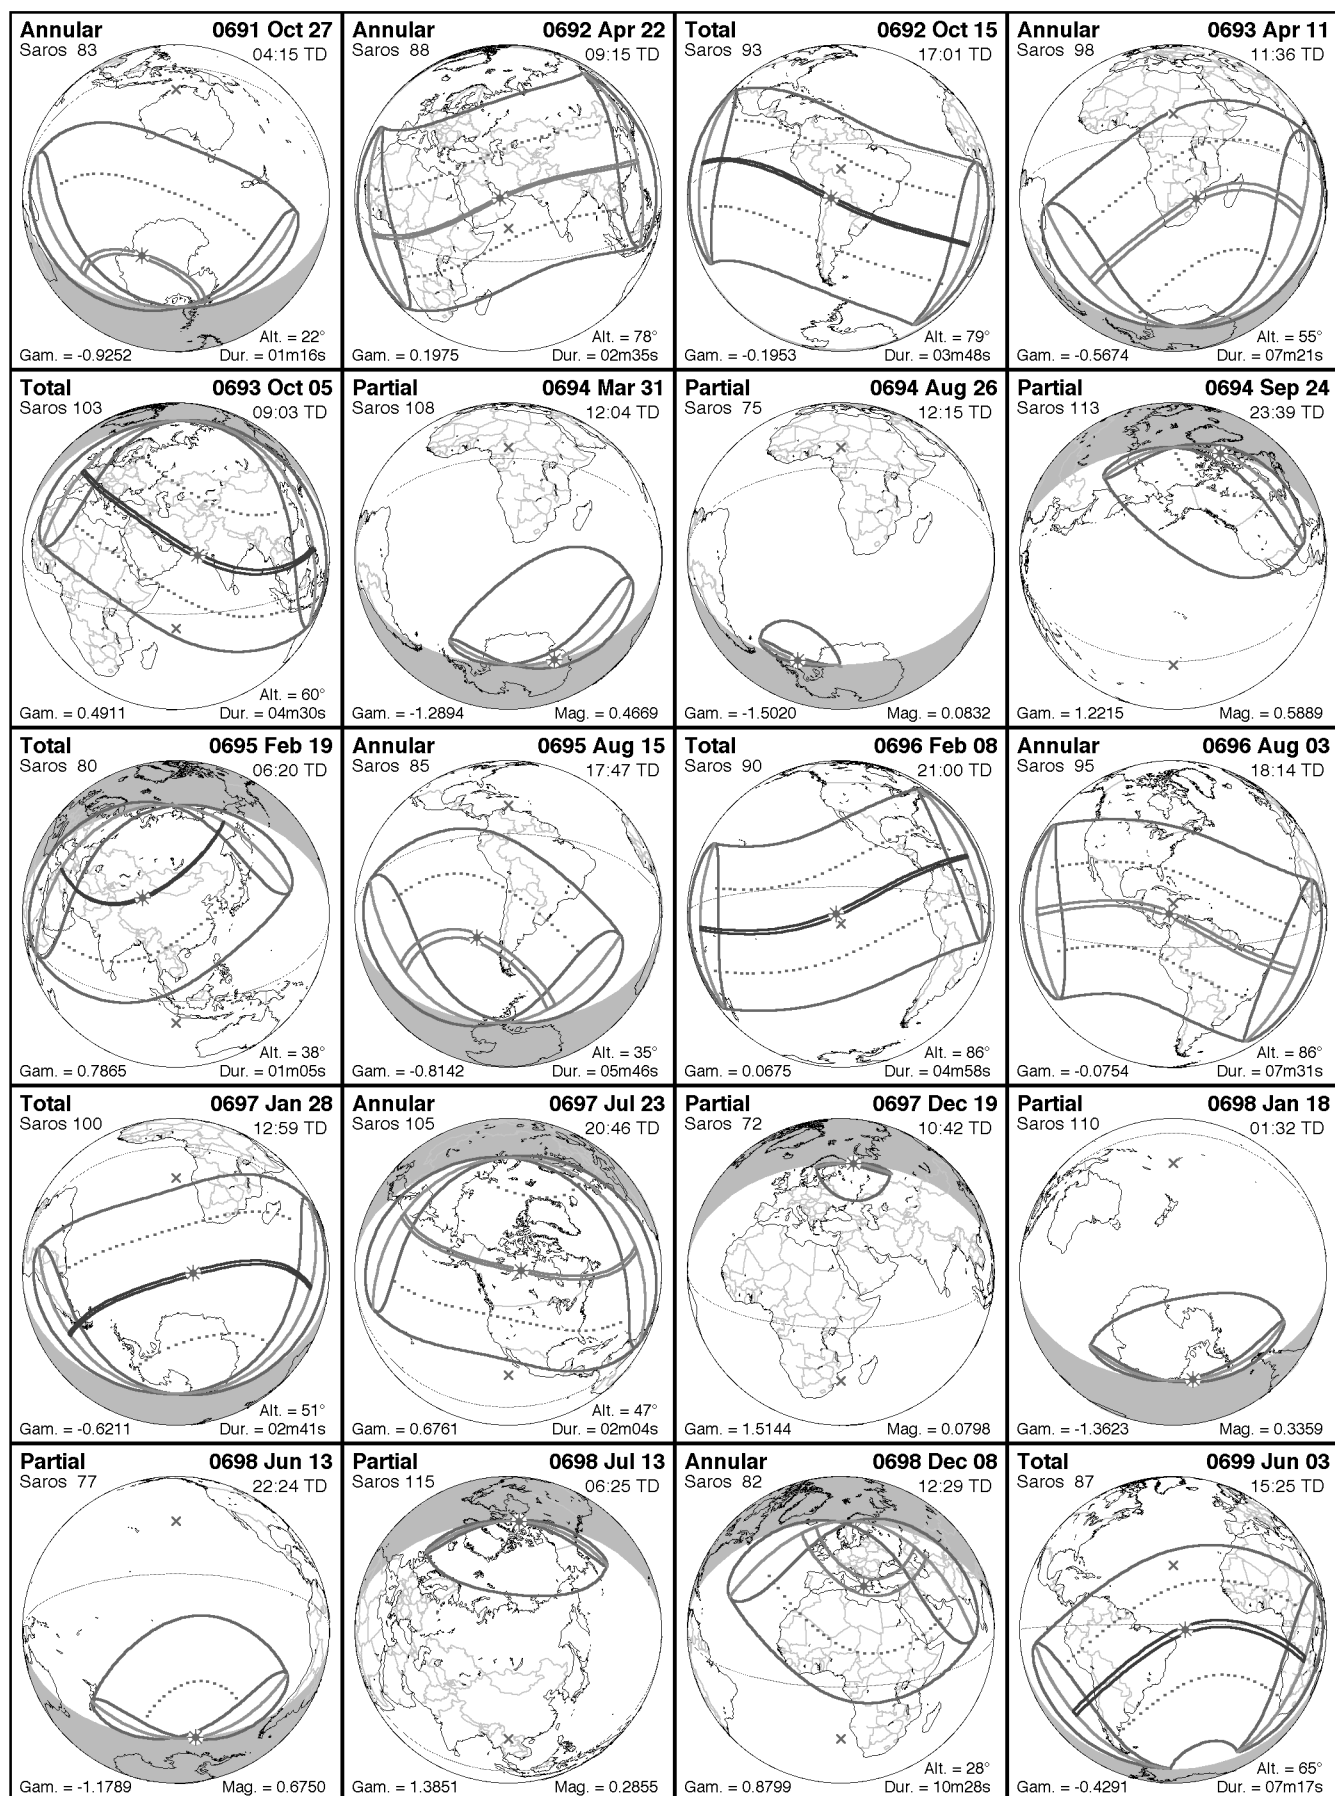 Annular 0691 Oct 27
Saros 83 04:15 TD
Alt. = 22°
Gam. = -0.9252 Dur. = 01m16s
Annular 0692 Apr 22
Saros 88 09:15 TD
Alt. = 78°
Gam. = 0.1975 Dur. = 02m35s
Total 0692 Oct 15
Saros 93 17:01 TD
Alt. = 79°
Gam. = -0.1953 Dur. = 03m48s
Annular 0693 Apr 11
Saros 98 11:36 TD
Alt. = 55°
Gam. = -0.5674 Dur. = 07m21s
Total 0693 Oct 05
Saros 103 09:03 TD
Alt. = 60°
Gam. = 0.4911 Dur. = 04m30s
Partial 0694 Mar 31
Saros 108 12:04 TD
Gam. = -1.2894 Mag. = 0.4669
Partial 0694 Aug 26
Saros 75 12:15 TD
Gam. = -1.5020 Mag. = 0.0832
Partial 0694 Sep 24
Saros 113 23:39 TD
Gam. = 1.2215 Mag. = 0.5889
Total 0695 Feb 19
Saros 80 06:20 TD
Alt. = 38°
Gam. = 0.7865 Dur. = 01m05s
Annular 0695 Aug 15
Saros 85 17:47 TD
Alt. = 35°
Gam. = -0.8142 Dur. = 05m46s
Total 0696 Feb 08
Saros 90 21:00 TD
Alt. = 86°
Gam. = 0.0675 Dur. = 04m58s
Annular 0696 Aug 03
Saros 95 18:14 TD
Alt. = 86°
Gam. = -0.0754 Dur. = 07m31s
Total 0697 Jan 28
Saros 100 12:59 TD
Alt. = 51°
Gam. = -0.6211 Dur. = 02m41s
Annular 0697 Jul 23
Saros 105 20:46 TD
Alt. = 47°
Gam. = 0.6761 Dur. = 02m04s
Partial 0697 Dec 19
Saros 72 10:42 TD
Gam. = 1.5144 Mag. = 0.0798
Partial 0698 Jan 18
Saros 110 01:32 TD
Gam. = -1.3623 Mag. = 0.3359
Partial 0698 Jun 13
Saros 77 22:24 TD
Gam. = -1.1789 Mag. = 0.6750
Partial 0698 Jul 13
Saros 115 06:25 TD
Gam. = 1.3851 Mag. = 0.2855
Annular 0698 Dec 08
Saros 82 12:29 TD
Alt. = 28°
Gam. = 0.8799 Dur. = 10m28s
Total 0699 Jun 03
Saros 87 15:25 TD
Alt. = 65°
Gam. = -0.4291 Dur. = 07m17s